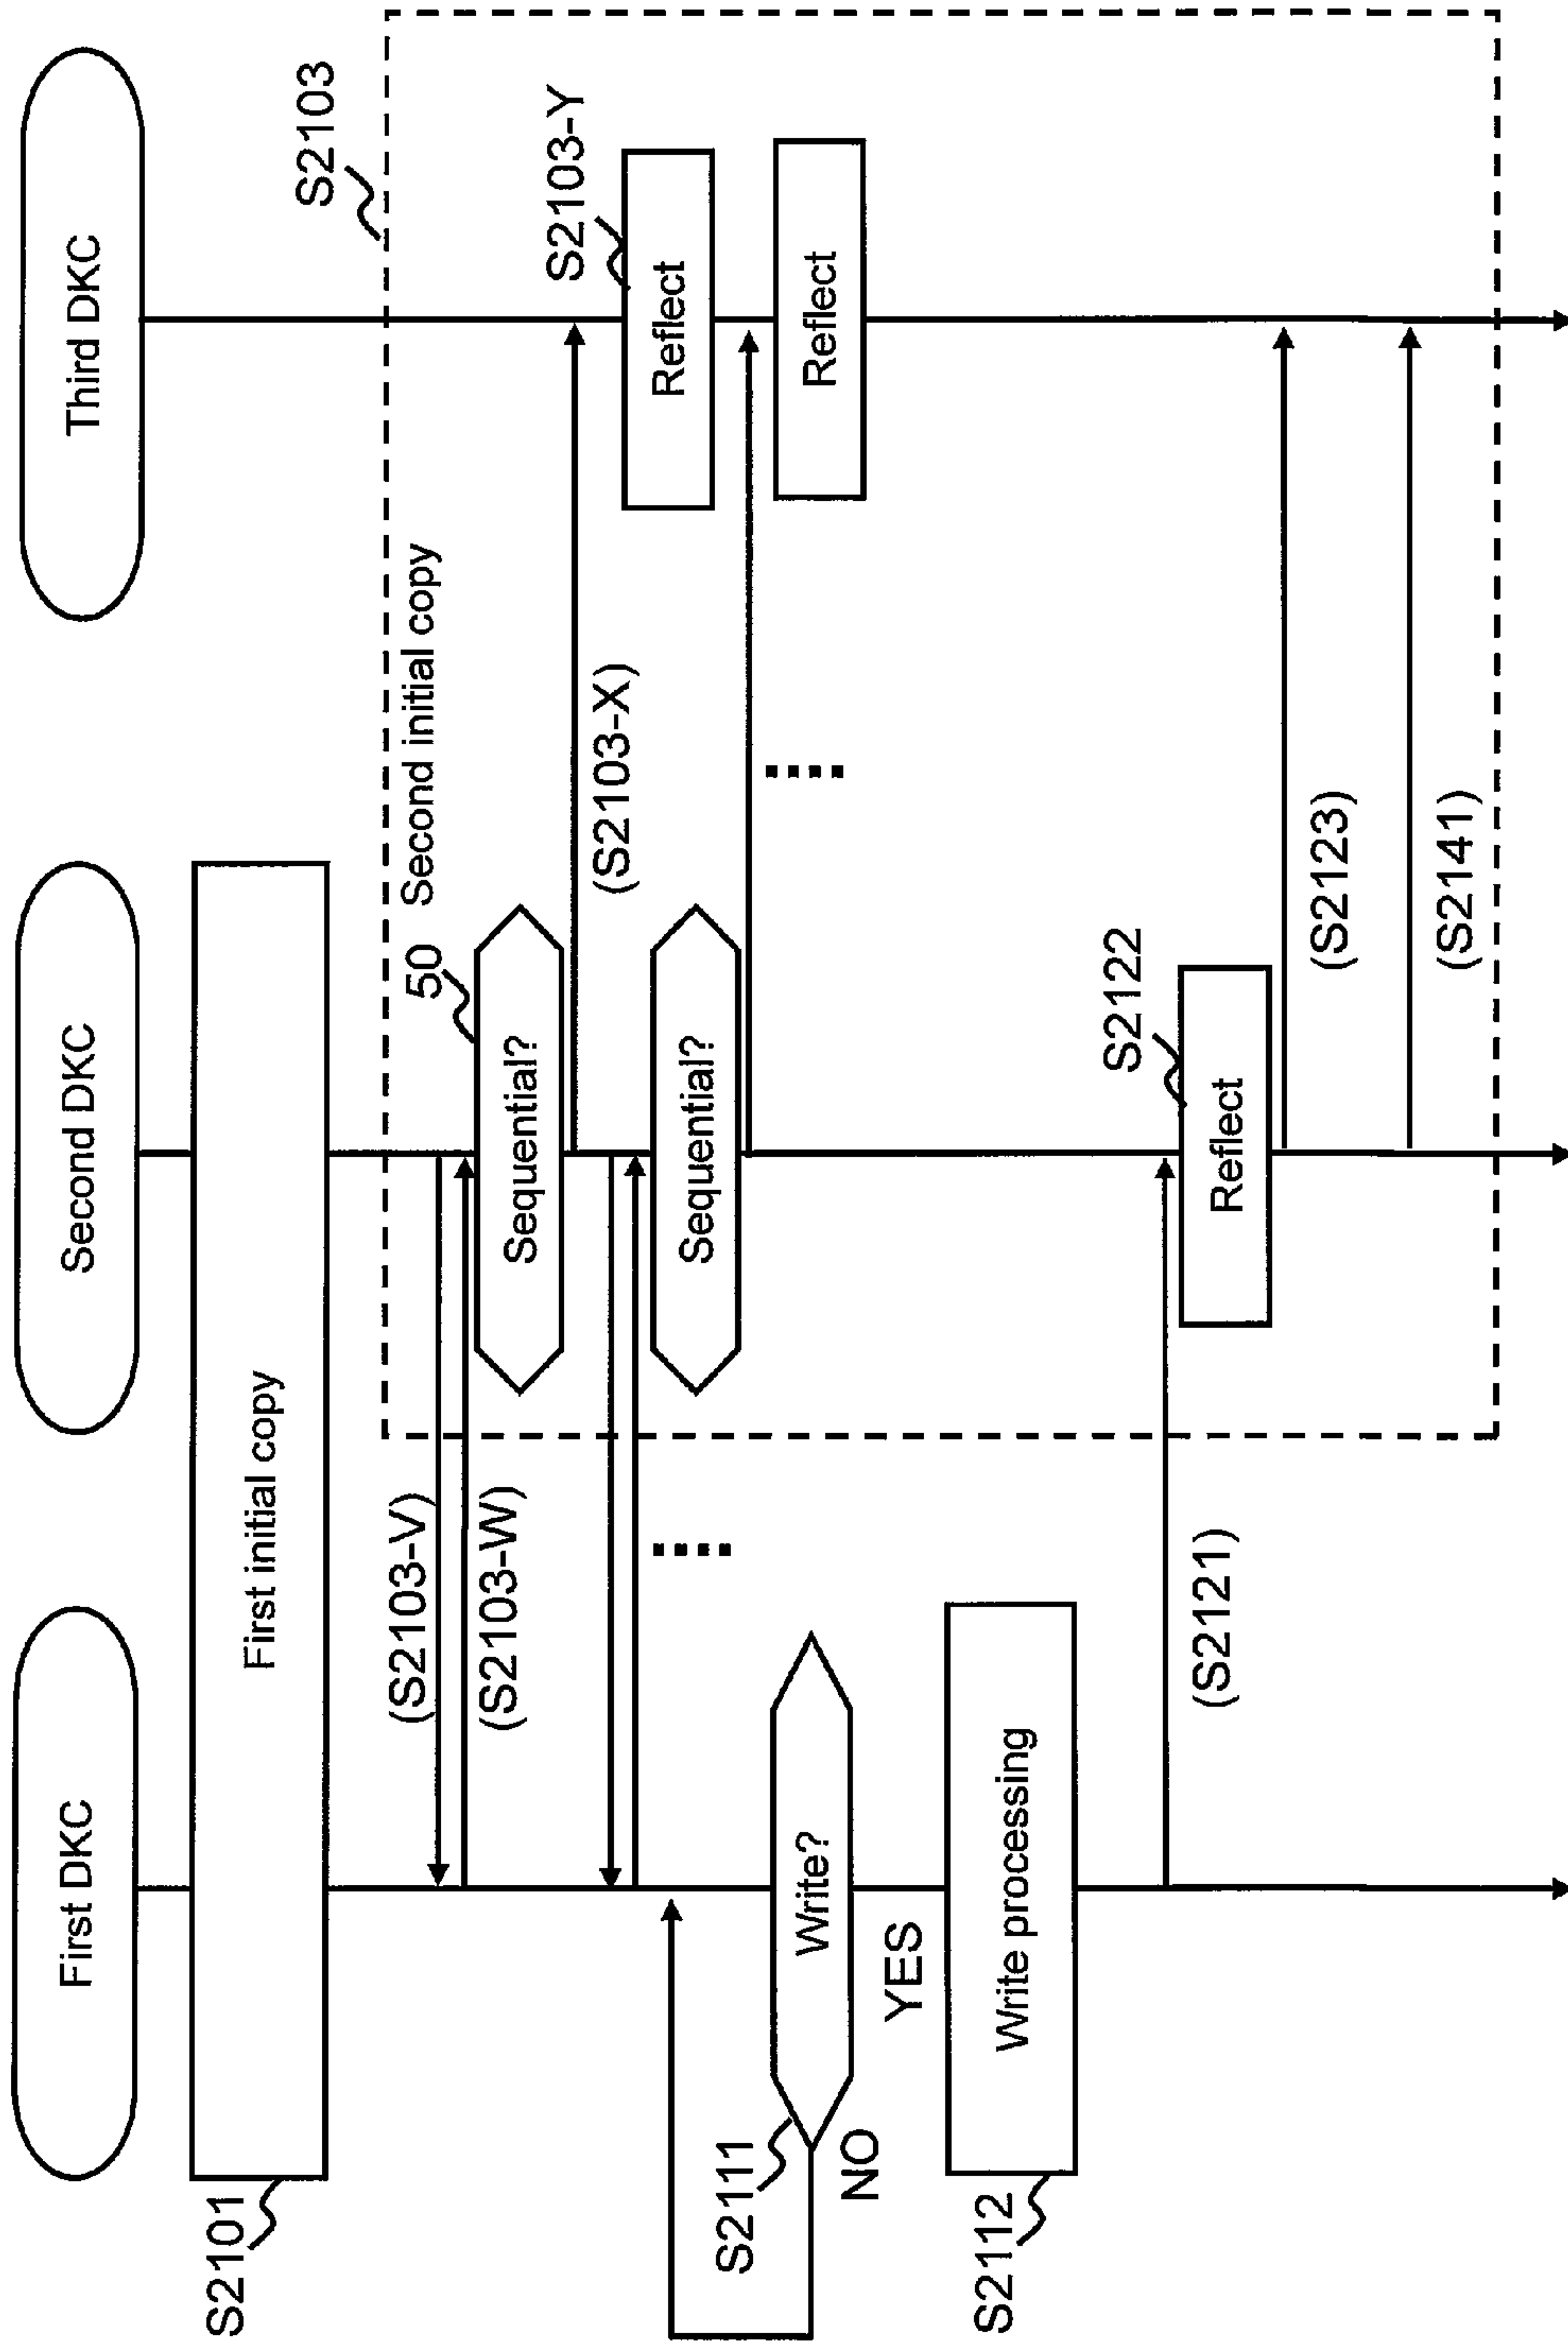 First DKC
Second DKC
Third DKC
S2101
First initial copy
S2103
(S2103-V)
50
Second initial copy
(S2103-W)
Sequential?
S2103-Y
(S2103-X)
Reflect
Sequential?
S2111
Write?
Reflect
NO
YES
S2112
Write processing
S2122
(S2121)
Reflect
(S2123)
(S2141)